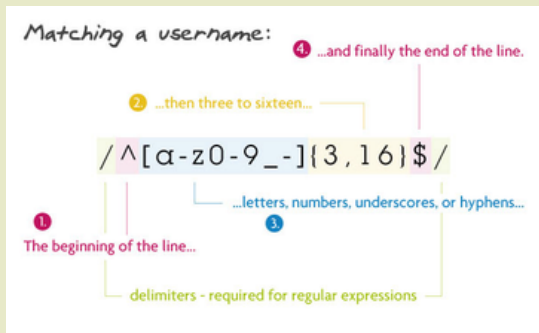 Matching a username:
4. ...and finally the end of the line.
2. ...then three to sixteen...
/^[a-z0-9_-]{3,16}$/
...letters, numbers, underscores, or hyphens...
3.
1.
The beginning of the line...
delimiters - required for regular expressions